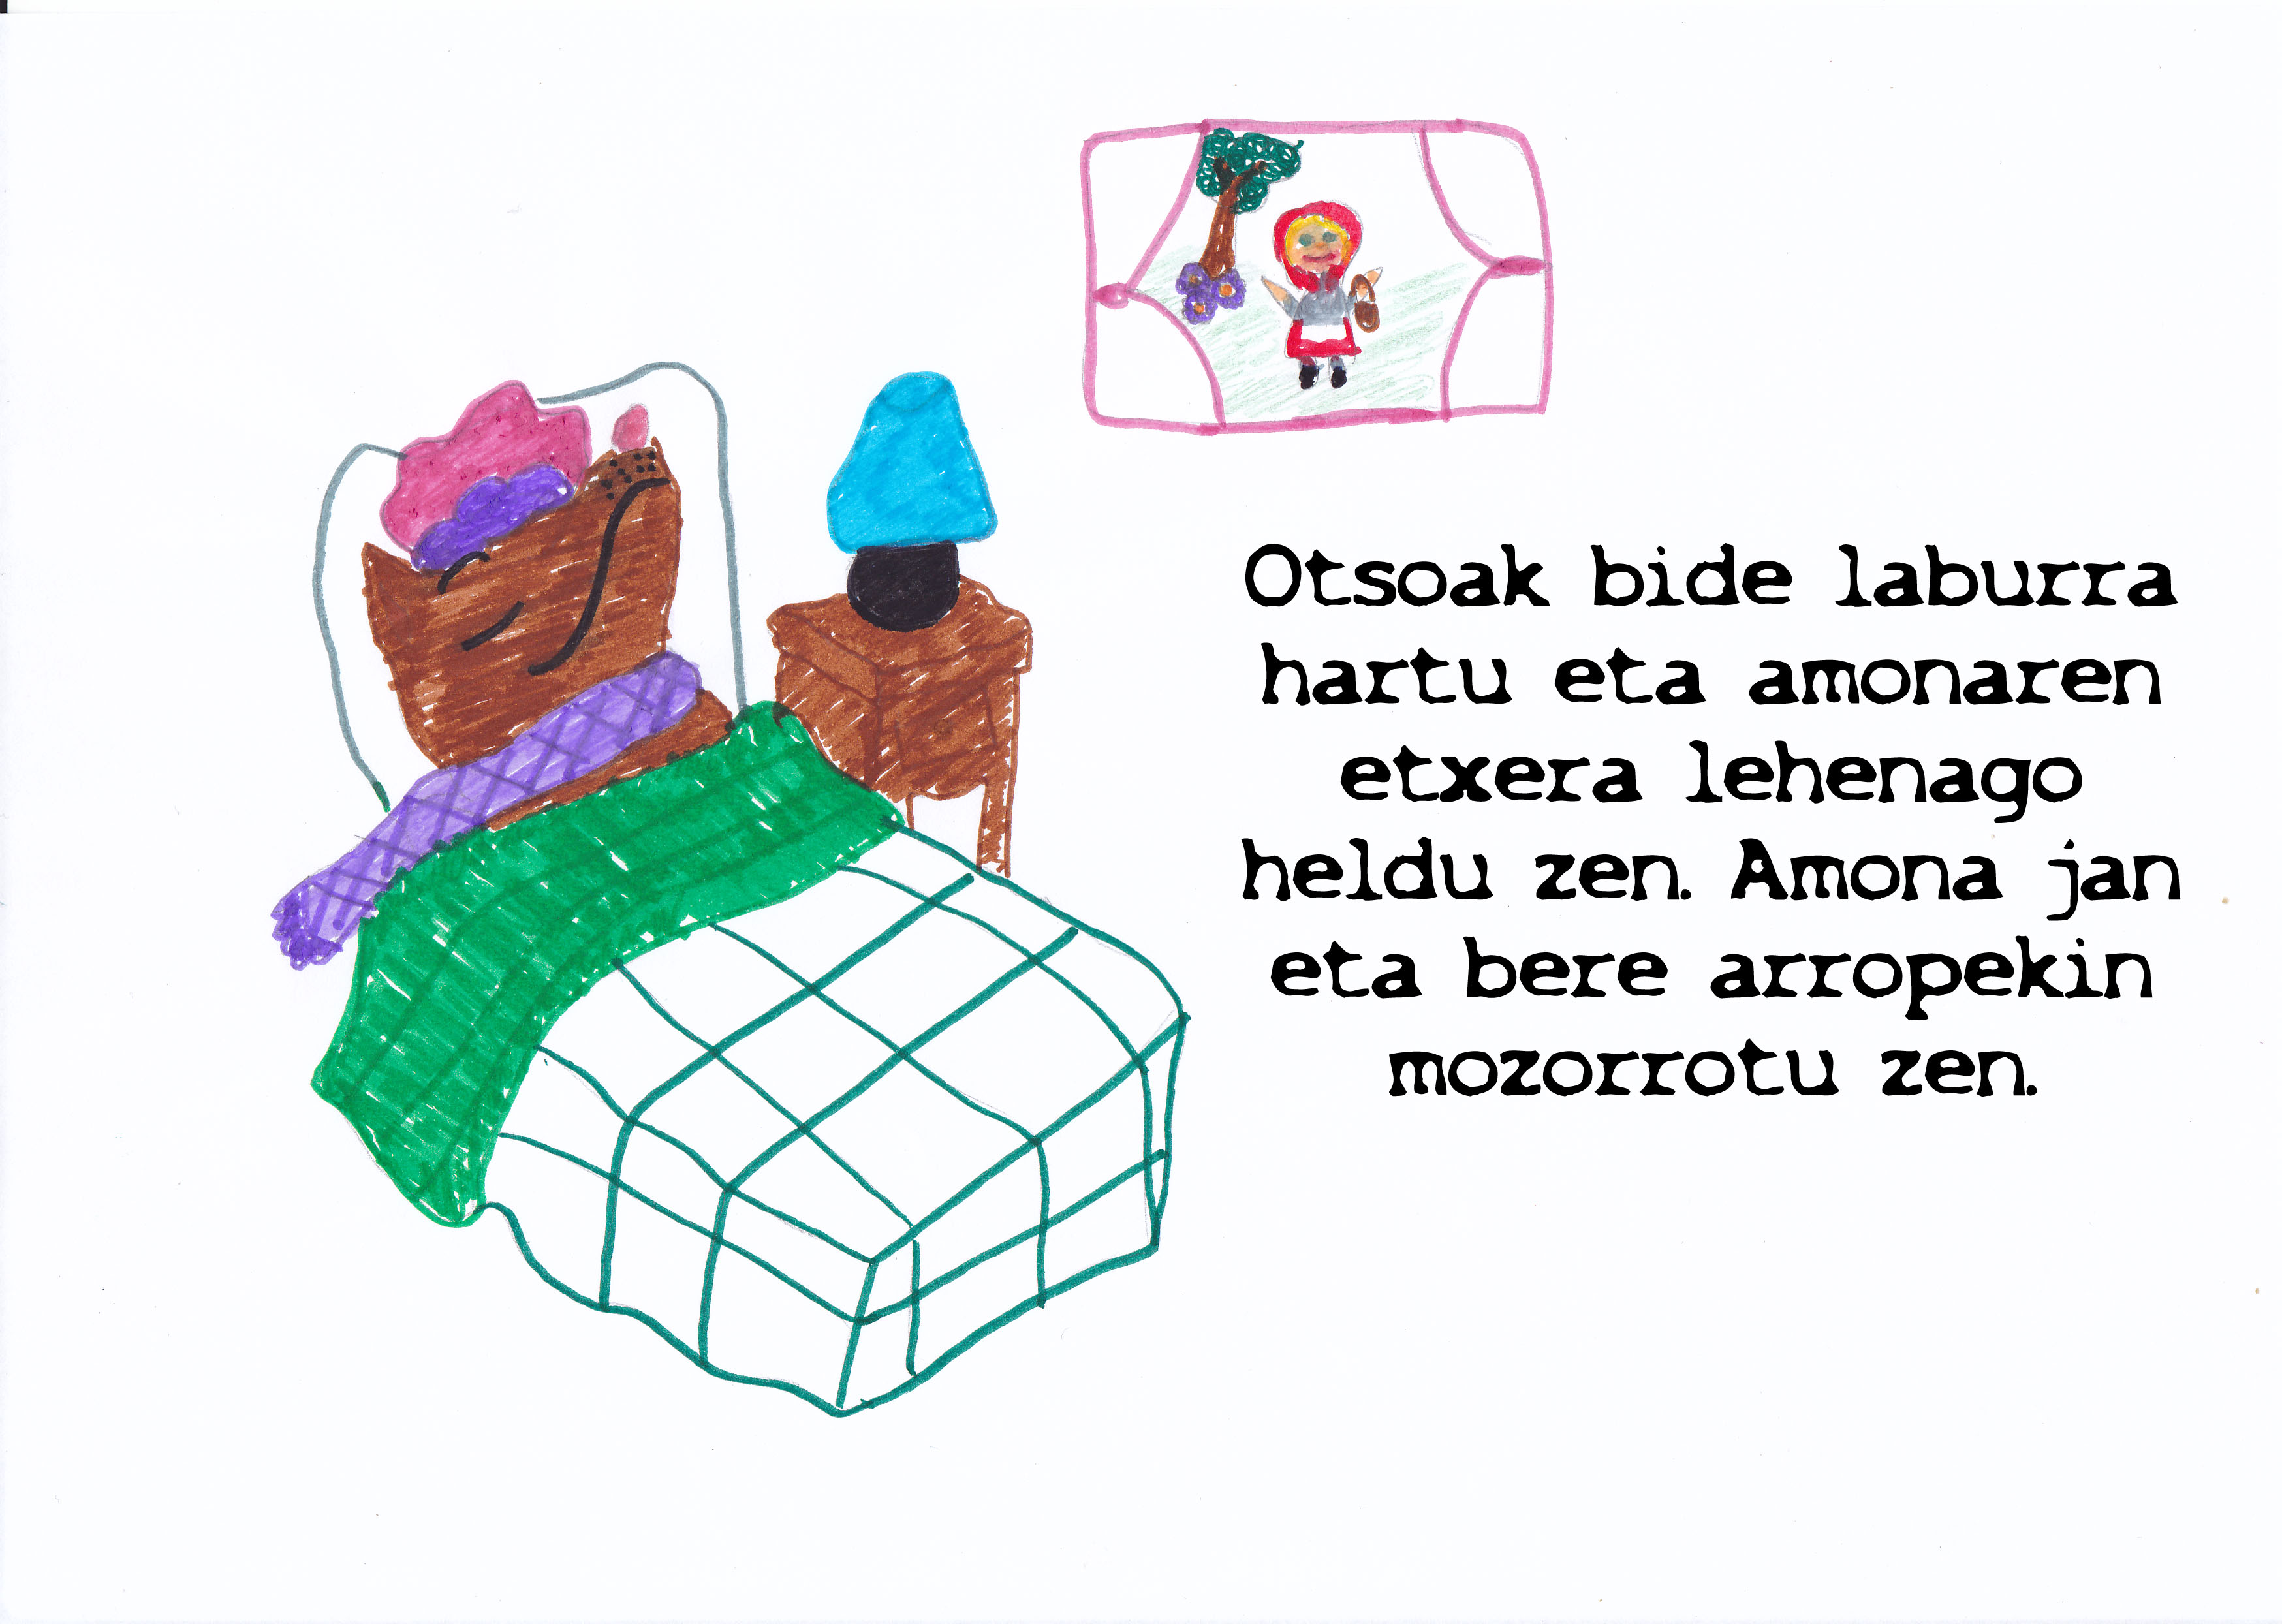 Otsoak bide laburra
hartu eta amonaren
etxera lehenago
heldu zen. Amona jan
eta bere arropekin
mozorrotu zen.